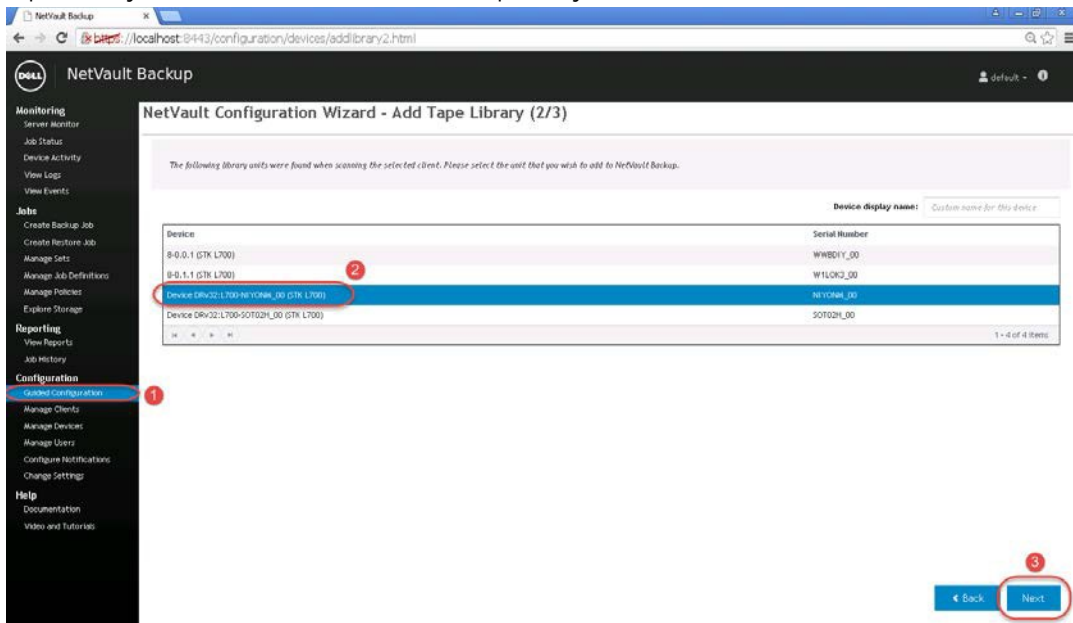 NetVault Backup
https://localhost:8443/configuration/devices/addlibrary2.html
DELL
NetVault Backup
default
Monitoring
Server Monitor
Job Status
Device Activity
View Logs
View Events
Jobs
Create Backup Job
Create Restore Job
Manage Sets
Manage Job Definitions
Manage Policies
Explore Storage
Reporting
View Reports
Job History
Configuration
Guided Configuration
1
Manage Clients
Manage Devices
Manage Users
Configure Notifications
Change Settings
Help
Documentation
Video and Tutorials
NetVault Configuration Wizard - Add Tape Library (2/3)
The following library units were found when scanning the selected client. Please select the unit that you wish to add to NetVault Backup.
Device display name: Custom name for this device
Device Serial Number
8-0.0.1 (STK L700) WWBDIY_00
8-0.1.1 (STK L700) W1LOK3_00
2
Device DRv32:L700- (STK L700)
Device DRv32:L700-SOT02H_00 (STK L700) SOT02H_00
1 - 4 of 4 items
3
Back Next